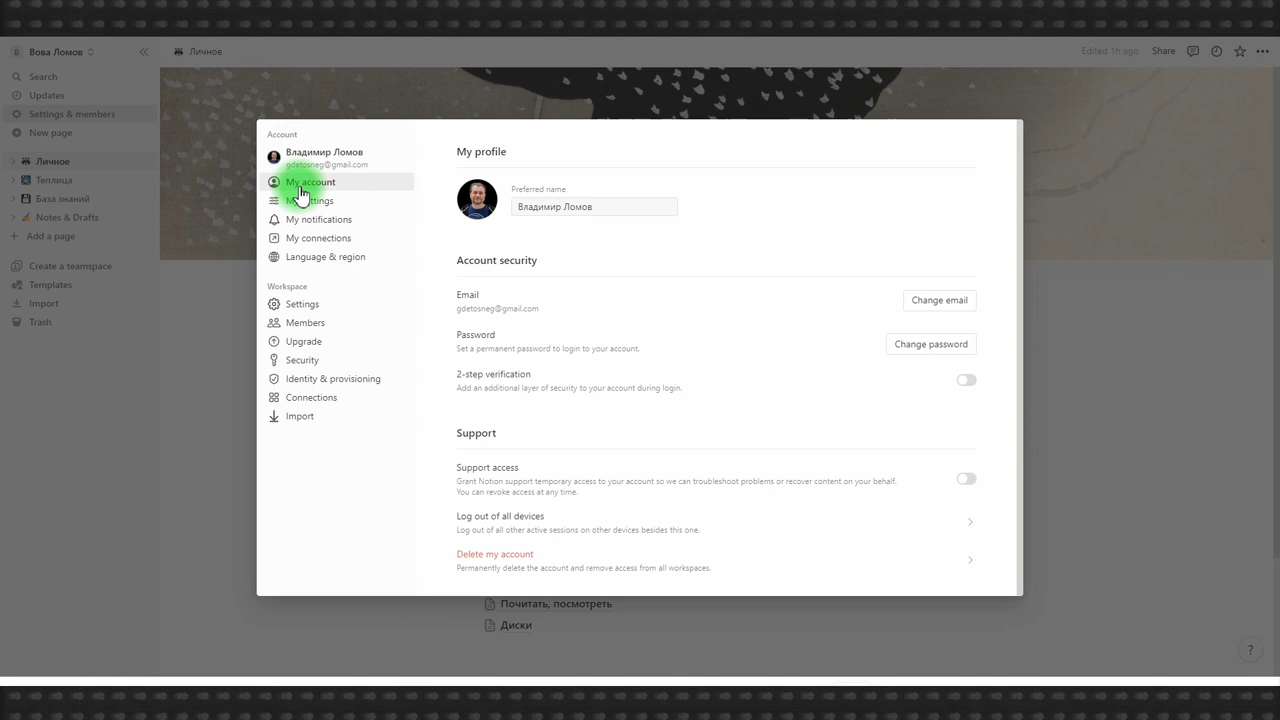 В Вова Ломов
Search
Updates
Settings & members
New page
Личное
Теплица
База знаний
Notes & Drafts
Add a page
Create a teamspace
Templates
Import
Trash
Личное
Edited 1h ago Share
Account
Владимир Ломов
gdetosneg@gmail.com
My account
My settings
My notifications
My connections
Language & region
Workspace
Settings
Members
Upgrade
Security
Identity & provisioning
Connections
Import
My profile
Preferred name
Владимир Ломов
Account security
Email
gdetosneg@gmail.com
Change email
Password
Set a permanent password to login to your account.
Change password
2-step verification
Add an additional layer of security to your account during login.
Support
Support access
Grant Notion support temporary access to your account so we can troubleshoot problems or recover content on your behalf.
You can revoke access at any time.
Log out of all devices
Log out of all other active sessions on other devices besides this one.
Delete my account
Permanently delete the account and remove access from all workspaces.
Почитать, посмотреть
Диски
?